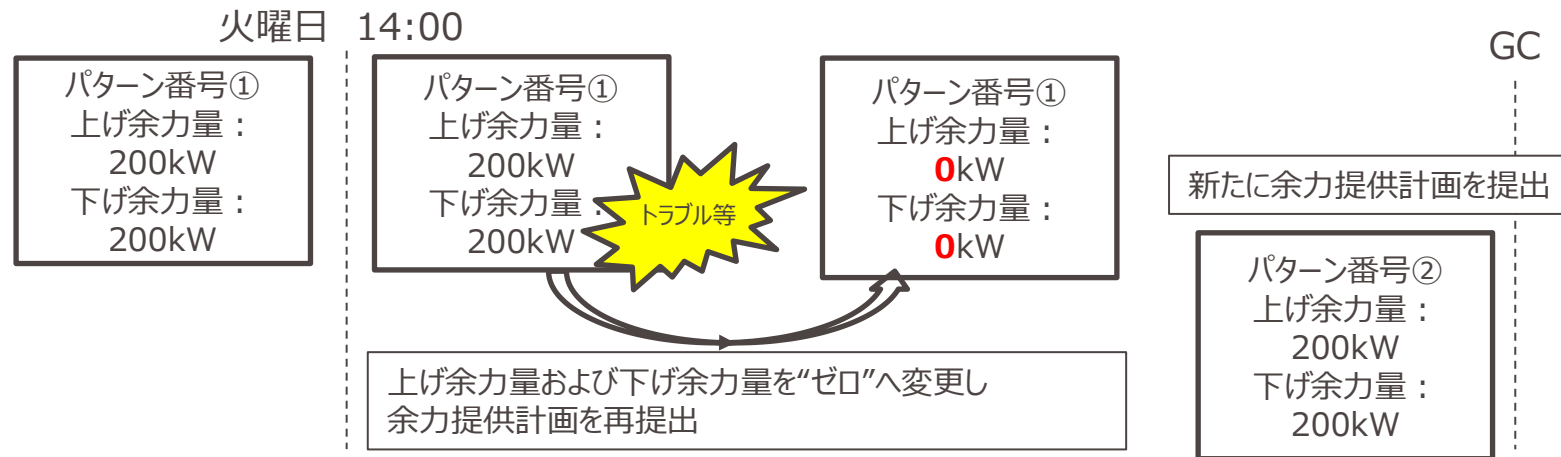 火曜日 14:00
GC
パターン番号①
上げ余力量：
200kW
下げ余力量：
200kW
パターン番号①
上げ余力量：
200kW
下げ余力量：
200kW
トラブル等
パターン番号①
上げ余力量：
0kW
下げ余力量：
0kW
上げ余力量および下げ余力量を“ゼロ”へ変更し
余力提供計画を再提出
新たに余力提供計画を提出
パターン番号②
上げ余力量：
200kW
下げ余力量：
200kW